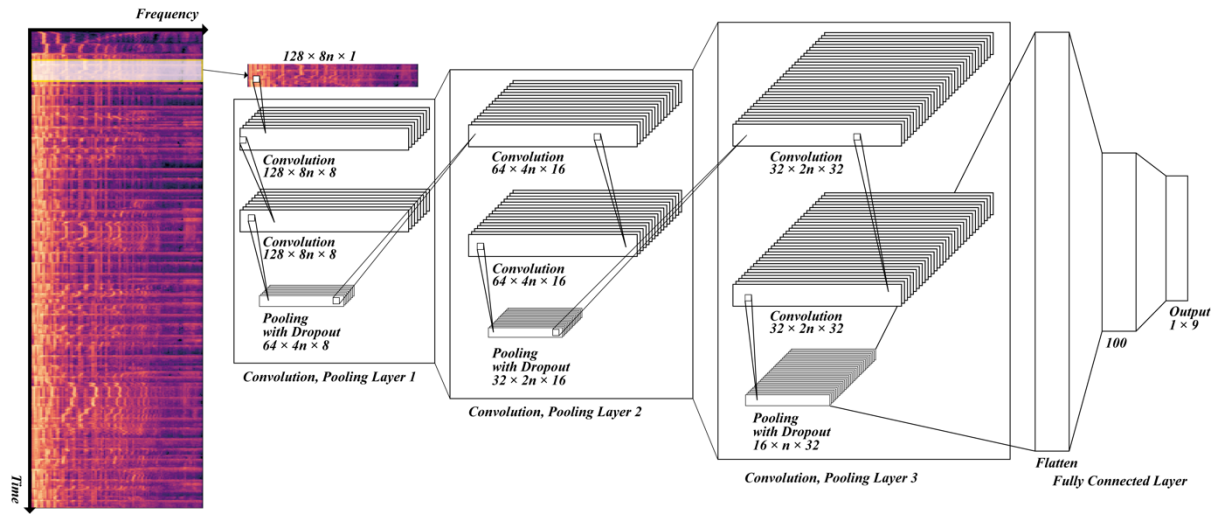 Frequency
Time
128 × 8n × 1
Convolution
128 × 8n × 8
Convolution
128 × 8n × 8
Pooling
with Dropout
64 × 4n × 8
Convolution, Pooling Layer 1
Convolution
64 × 4n × 16
Convolution
64 × 4n × 16
Pooling
with Dropout
32 × 2n × 16
Convolution, Pooling Layer 2
Convolution
32 × 2n × 32
Convolution
32 × 2n × 32
Pooling
with Dropout
16 × n × 32
Convolution, Pooling Layer 3
Flatten
Fully Connected Layer
100
Output
1 × 9